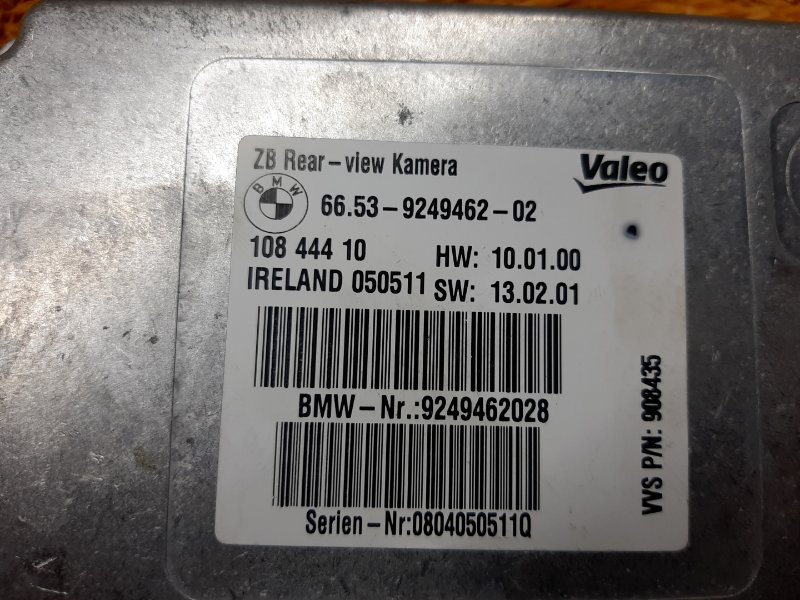 ZB Rear-view Kamera
Valeo
BMW
66.53-9249462-02
108 444 10 HW: 10.01.00
IRELAND 050511 SW: 13.02.01
BMW-Nr.:9249462028
Serien-Nr:0804050511Q
VVS P/N: 908435